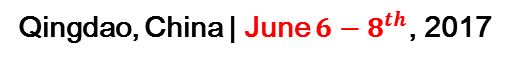 Qingdao, China | June 6 – 8th, 2017